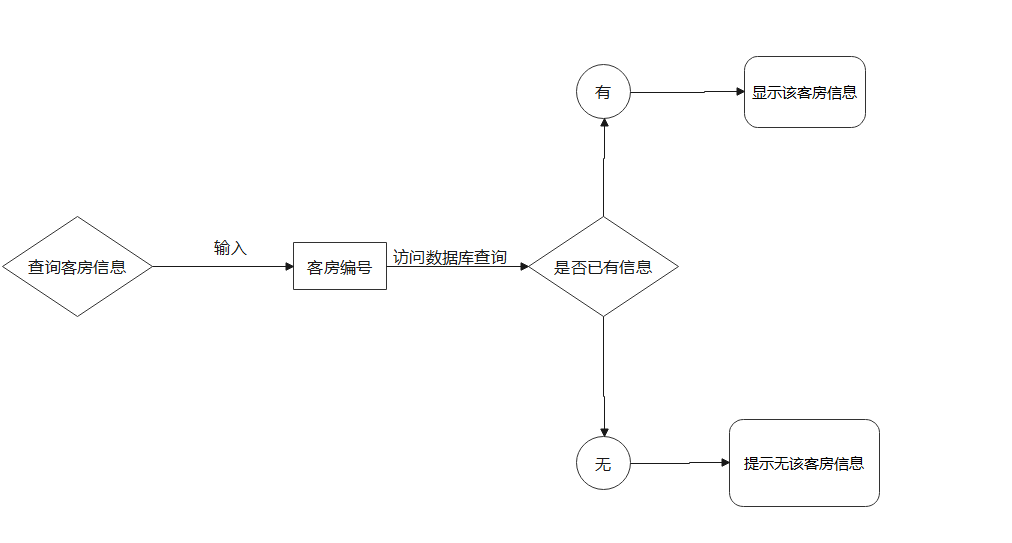 有
显示该客房信息
查询客房信息
输入
客房编号
访问数据库查询
是否已有信息
无
提示无该客房信息